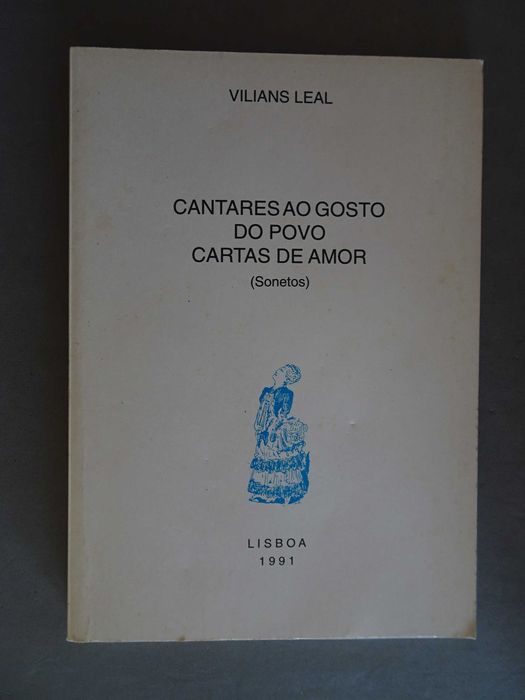 VILIANS LEAL
CANTARES AO GOSTO
DO POVO
CARTAS DE AMOR
(Sonetos)
LISBOA
1991